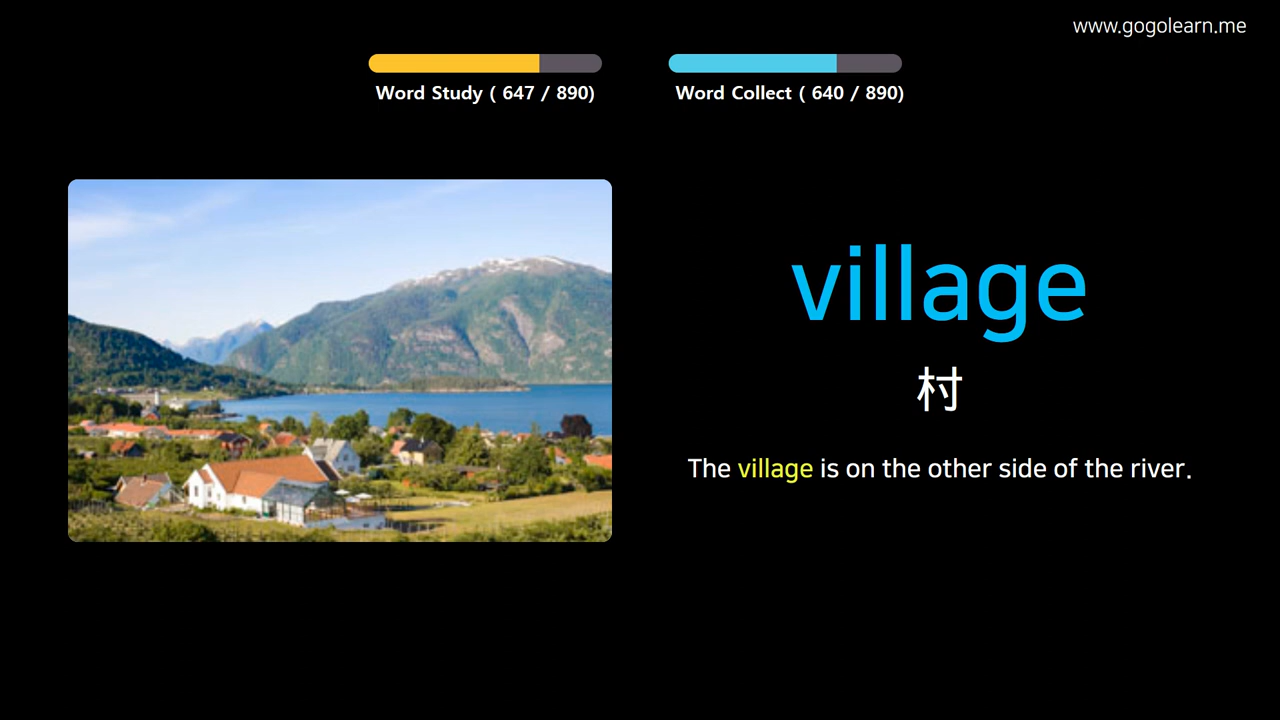 www.gogolearn.me
Word Study ( 647 / 890)
Word Collect ( 640 / 890)
village
村
The village is on the other side of the river.